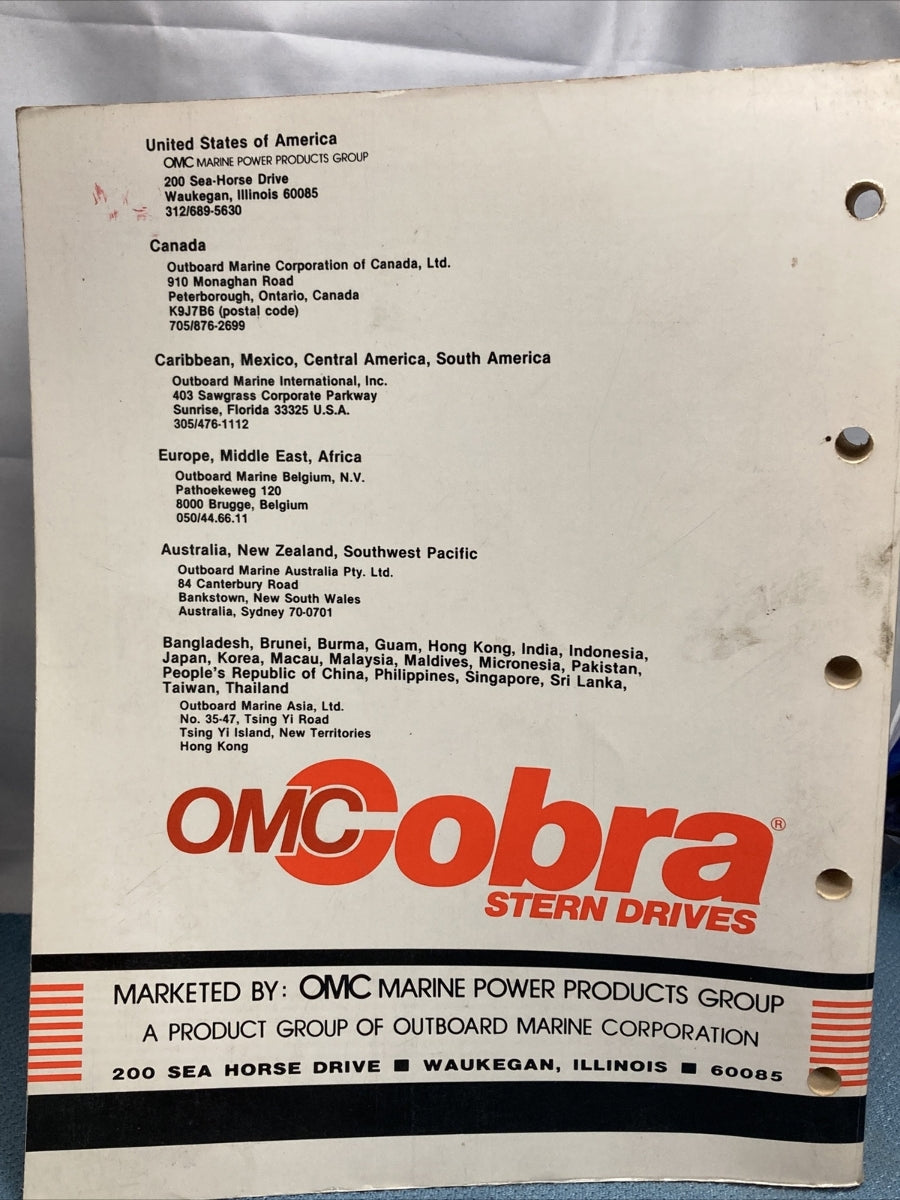 United States of America
OMC MARINE POWER PRODUCTS GROUP
200 Sea-Horse Drive
Waukegan, Illinois 60085
312/689-5630
Canada
Outboard Marine Corporation of Canada, Ltd.
910 Monaghan Road
Peterborough, Ontario, Canada
K9J7B6 (postal code)
705/876-2699
Caribbean, Mexico, Central America, South America
Outboard Marine International, Inc.
403 Sawgrass Corporate Parkway
Sunrise, Florida 33325 U.S.A.
305/476-1112
Europe, Middle East, Africa
Outboard Marine Belgium, N.V.
Pathoekeweg 120
8000 Brugge, Belgium
050/44.66.11
Australia, New Zealand, Southwest Pacific
Outboard Marine Australia Pty. Ltd.
84 Canterbury Road
Bankstown, New South Wales
Australia, Sydney 70-0701
Bangladesh, Brunei, Burma, Guam, Hong Kong, India, Indonesia,
Japan, Korea, Macau, Malaysia, Maldives, Micronesia, Pakistan,
People's Republic of China, Philippines, Singapore, Sri Lanka,
Taiwan, Thailand
Outboard Marine Asia, Ltd.
No. 35-47, Tsing Yi Road
Tsing Yi Island, New Territories
Hong Kong
OMC Cobra®
STERN DRIVES
MARKETED BY: OMC MARINE POWER PRODUCTS GROUP
A PRODUCT GROUP OF OUTBOARD MARINE CORPORATION
200 SEA HORSE DRIVE ■ WAUKEGAN, ILLINOIS ■ 60085